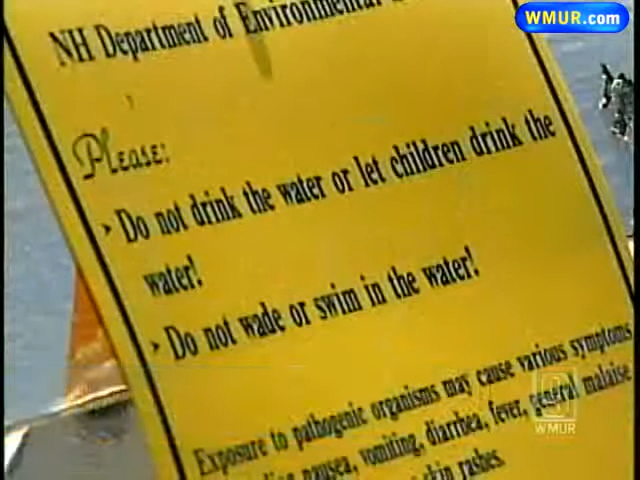 WMUR.com
NH Department of Environmental
Please:
➤ Do not drink the water or let children drink the
water!
➤ Do not wade or swim in the water!
Exposure to pathogenic organisms may cause various symptoms
nausea, vomiting, diarrhea, fever, general malaise
skin rashes.
9
WMUR